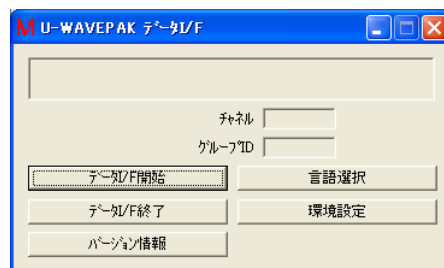 M U-WAVEPAK ﾃﾞｰﾀI/F
ﾁｬﾈﾙ
ｸﾞﾙｰﾌﾟID
ﾃﾞｰﾀI/F開始 言語選択
ﾃﾞｰﾀI/F終了 環境設定
ﾊﾞｰｼﾞｮﾝ情報